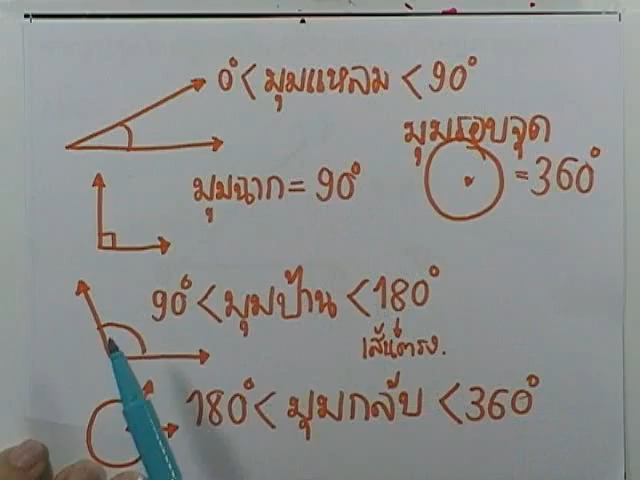 0° < มุมแหลม < 90°
มุมรอบจุด
= 360°
มุมฉาก = 90°
90° < มุมป้าน < 180°
เส้นตรง.
180° < มุมกลับ < 360°